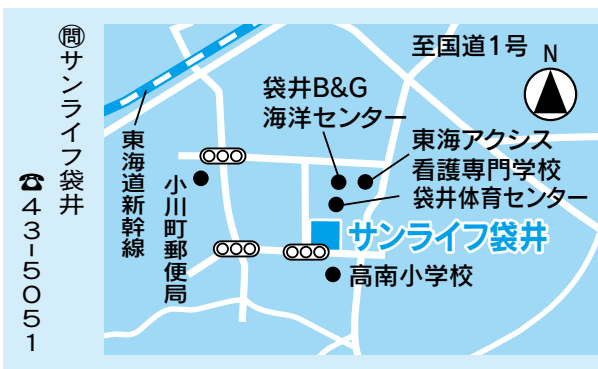 ㉄サンライフ袋井
☎43-5051
至国道1号
N
袋井B&G
海洋センター
東海アクシス
看護専門学校
袋井体育センター
サンライフ袋井
高南小学校
東海道新幹線
小川町郵便局